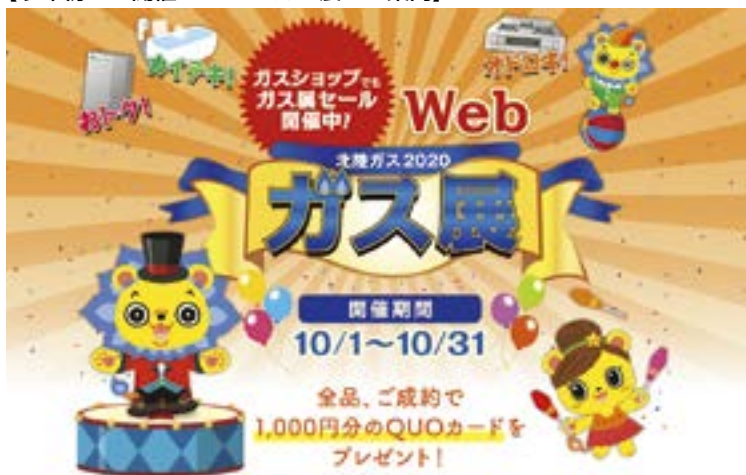 おトク!
カイテキ!
ガスショップでも
ガス展セール
開催中!
オトコキ!
Web
北陸ガス2020
ガス展
開催期間
10/1〜10/31
全品、ご成約で
1,000円分のQUOカードを
プレゼント!